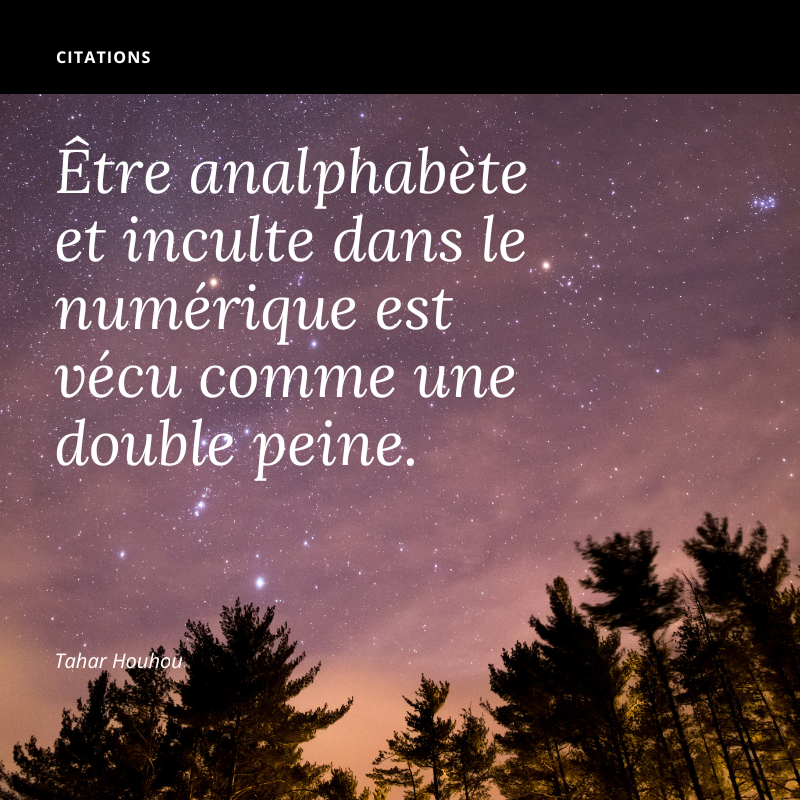 CITATIONS
Être analphabète
et inculte dans le
numérique est
vécu comme une
double peine.
Tahar Houhou